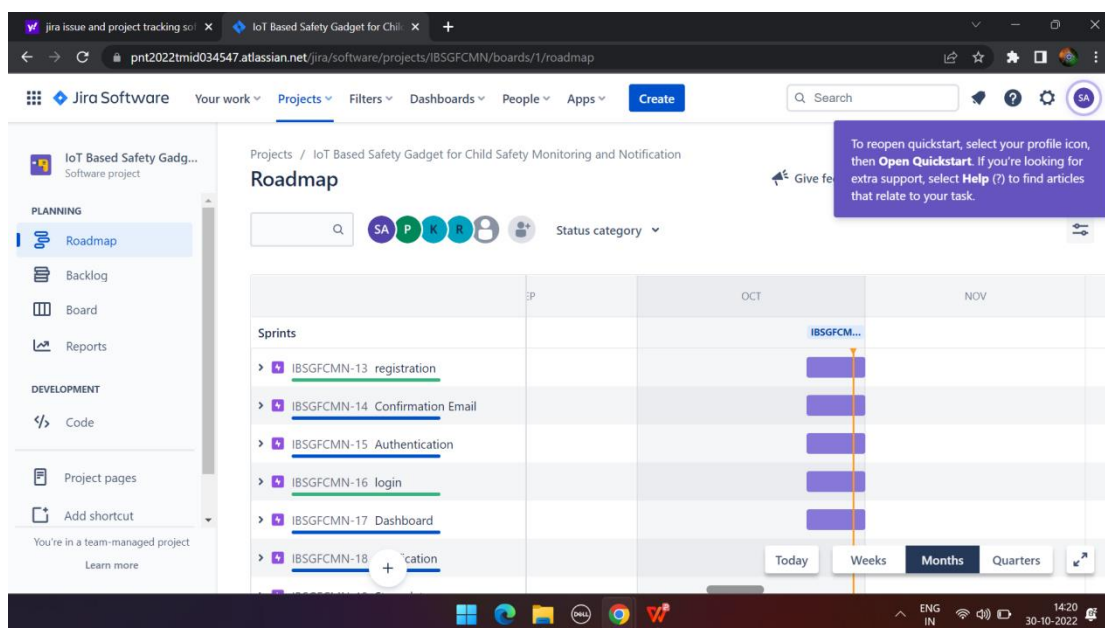 jira issue and project tracking so
IoT Based Safety Gadget for Chil
pnt2022tmid034547.atlassian.net/jira/software/projects/IBSGFCMN/boards/1/roadmap
Jira Software
Your work
Projects
Filters
Dashboards
People
Apps
Create
Search
SA
To reopen quickstart, select your profile icon,
then Open Quickstart. If you're looking for
extra support, select Help (?) to find articles
that relate to your task.
IoT Based Safety Gadg...
Software project
PLANNING
Roadmap
Backlog
Board
Reports
DEVELOPMENT
Code
Project pages
Add shortcut
You're in a team-managed project
Learn more
Projects / IoT Based Safety Gadget for Child Safety Monitoring and Notification
Roadmap
Give fe
SA P K R
Status category
EP OCT NOV
Sprints
IBSGFCM...
IBSGFCMN-13 registration
IBSGFCMN-14 Confirmation Email
IBSGFCMN-15 Authentication
IBSGFCMN-16 login
IBSGFCMN-17 Dashboard
IBSGFCMN-18 cation
Today
Weeks
Months
Quarters
DELL
ENG
IN
14:20
30-10-2022